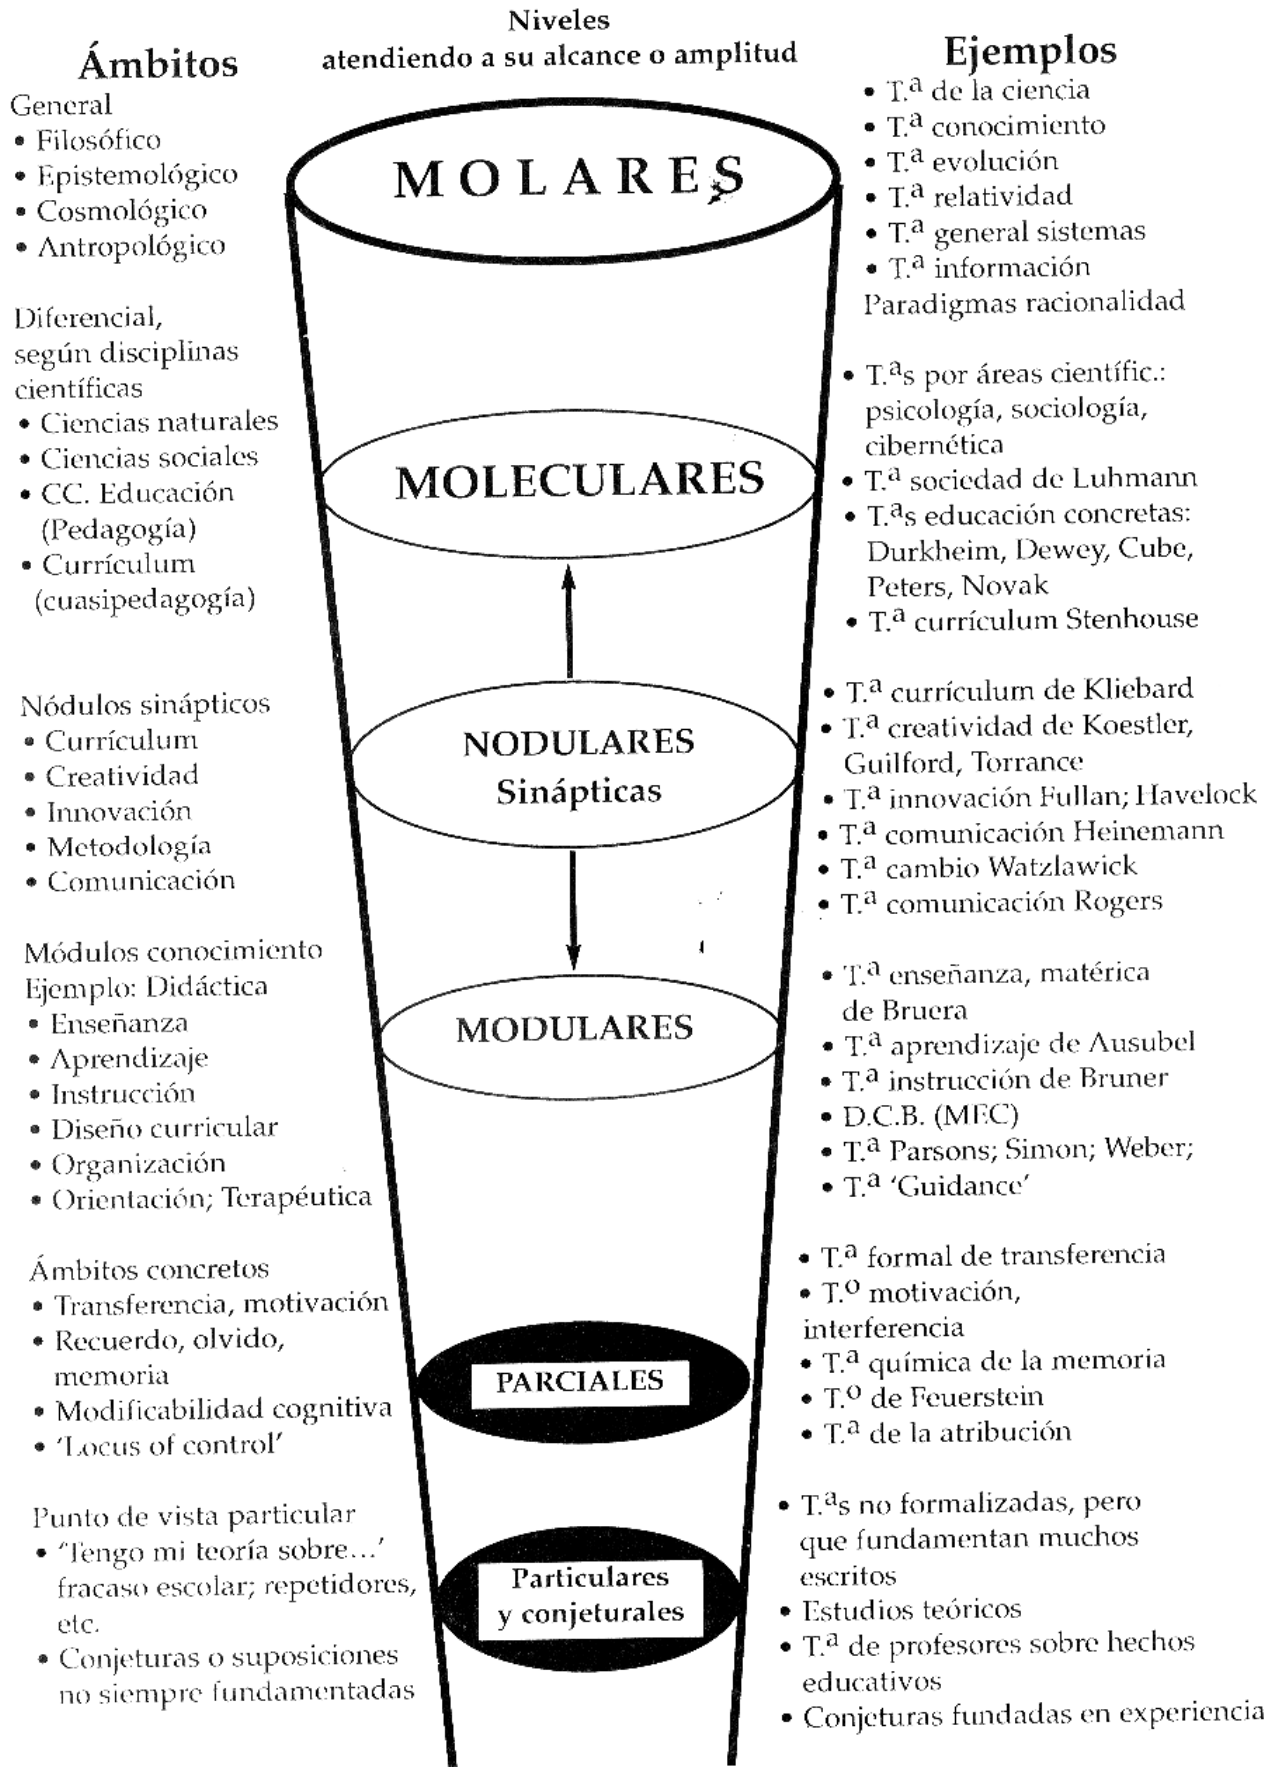 Niveles
atendiendo a su alcance o amplitud
Ámbitos
General
• Filosófico
• Epistemológico
• Cosmológico
• Antropológico
Diferencial,
según disciplinas
científicas
• Ciencias naturales
• Ciencias sociales
• CC. Educación
(Pedagogía)
• Currículum
(cuasipedagogía)
Nódulos sinápticos
• Currículum
• Creatividad
• Innovación
• Metodología
• Comunicación
Módulos conocimiento
Ejemplo: Didáctica
• Enseñanza
• Aprendizaje
• Instrucción
• Diseño curricular
• Organización
• Orientación; Terapéutica
Ámbitos concretos
• Transferencia, motivación
• Recuerdo, olvido,
memoria
• Modificabilidad cognitiva
• ‘Locus of control’
Punto de vista particular
• ‘Tengo mi teoría sobre...’
fracaso escolar; repetidores,
etc.
• Conjeturas o suposiciones
no siempre fundamentadas
MOLARES
MOLECULARES
NODULARES
Sinápticas
MODULARES
PARCIALES
Particulares
y conjeturales
Ejemplos
• T.ª de la ciencia
• T.ª conocimiento
• T.ª evolución
• T.ª relatividad
• T.ª general sistemas
• T.ª información
Paradigmas racionalidad
• T.ªs por áreas científic.:
psicología, sociología,
cibernética
• T.ª sociedad de Luhmann
• T.ªs educación concretas:
Durkheim, Dewey, Cube,
Peters, Novak
• T.ª currículum Stenhouse
• T.ª currículum de Kliebard
• T.ª creatividad de Koestler,
Guilford, Torrance
• T.ª innovación Fullan; Havelock
• T.ª comunicación Heinemann
• T.ª cambio Watzlawick
• T.ª comunicación Rogers
• T.ª enseñanza, matérica
de Bruera
• T.ª aprendizaje de Ausubel
• T.ª instrucción de Bruner
• D.C.B. (MEC)
• T.ª Parsons; Simon; Weber;
• T.ª ‘Guidance’
• T.ª formal de transferencia
• T.º motivación,
interferencia
• T.ª química de la memoria
• T.º de Feuerstein
• T.ª de la atribución
• T.ªs no formalizadas, pero
que fundamentan muchos
escritos
• Estudios teóricos
• T.ª de profesores sobre hechos
educativos
• Conjeturas fundadas en experiencia